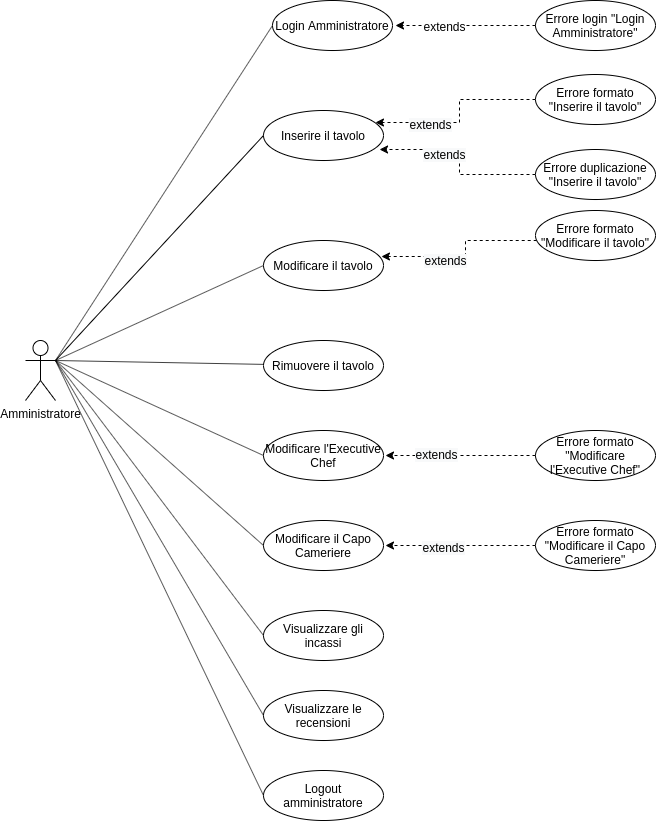 Login Amministratore
extends
Errore login "Login
Amministratore"
Errore formato
"Inserire il tavolo"
Inserire il tavolo
extends
extends
Errore duplicazione
"Inserire il tavolo"
Errore formato
"Modificare il tavolo"
Modificare il tavolo
extends
Rimuovere il tavolo
Amministratore
Modificare l'Executive
Chef
extends
Errore formato
"Modificare
l'Executive Chef"
Modificare il Capo
Cameriere
extends
Errore formato
"Modificare il Capo
Cameriere"
Visualizzare gli
incassi
Visualizzare le
recensioni
Logout
amministratore